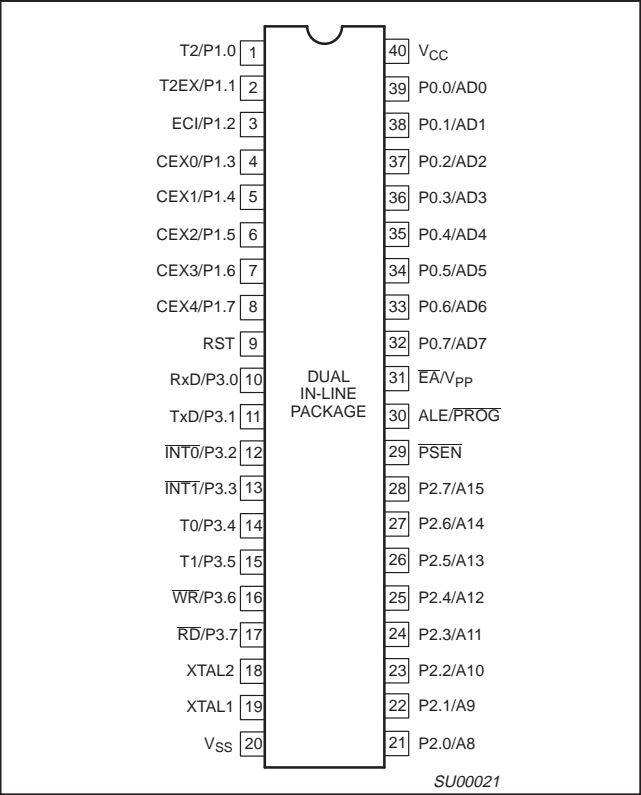 T2/P1.0 1
T2EX/P1.1 2
ECI/P1.2 3
CEX0/P1.3 4
CEX1/P1.4 5
CEX2/P1.5 6
CEX3/P1.6 7
CEX4/P1.7 8
RST 9
RxD/P3.0 10
TxD/P3.1 11
I̅N̅T̅0̅/P3.2 12
I̅N̅T̅1̅/P3.3 13
T0/P3.4 14
T1/P3.5 15
W̅R̅/P3.6 16
R̅D̅/P3.7 17
XTAL2 18
XTAL1 19
VSS 20
DUAL
IN-LINE
PACKAGE
40 VCC
39 P0.0/AD0
38 P0.1/AD1
37 P0.2/AD2
36 P0.3/AD3
35 P0.4/AD4
34 P0.5/AD5
33 P0.6/AD6
32 P0.7/AD7
31 E̅A̅/VPP
30 ALE/P̅R̅O̅G̅
29 P̅S̅E̅N̅
28 P2.7/A15
27 P2.6/A14
26 P2.5/A13
25 P2.4/A12
24 P2.3/A11
23 P2.2/A10
22 P2.1/A9
21 P2.0/A8
SU00021